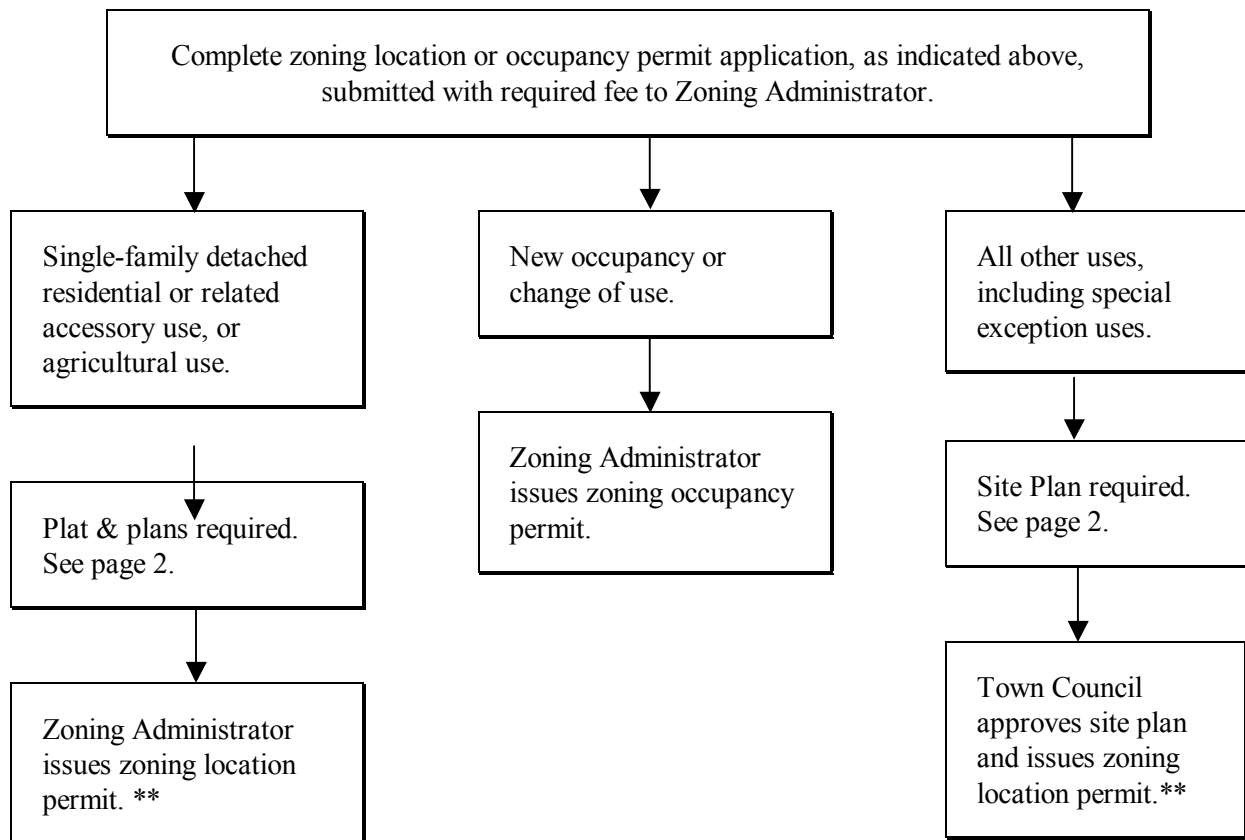 Complete zoning location or occupancy permit application, as indicated above,
submitted with required fee to Zoning Administrator.
Single-family detached
residential or related
accessory use, or
agricultural use.
Plat & plans required.
See page 2.
Zoning Administrator
issues zoning location
permit. **
New occupancy or
change of use.
Zoning Administrator
issues zoning occupancy
permit.
All other uses,
including special
exception uses.
Site Plan required.
See page 2.
Town Council
approves site plan
and issues zoning
location permit.**